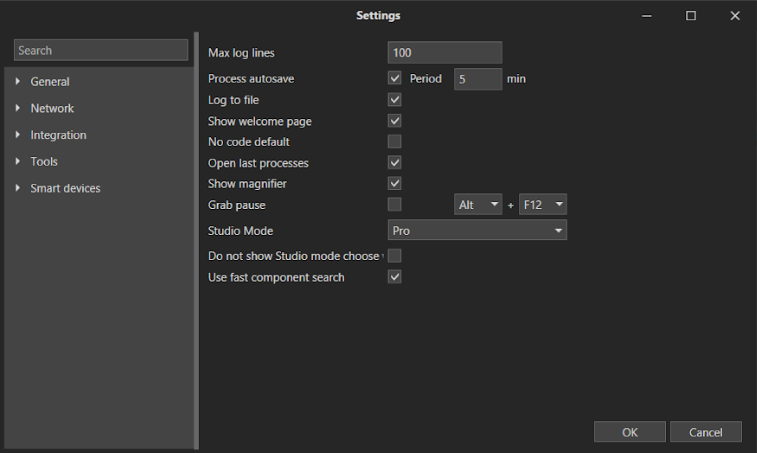 Settings
Search
General
Network
Integration
Tools
Smart devices
Max log lines 100
Process autosave Period 5 min
Log to file
Show welcome page
No code default
Open last processes
Show magnifier
Grab pause Alt + F12
Studio Mode Pro
Do not show Studio mode choose
Use fast component search
OK Cancel